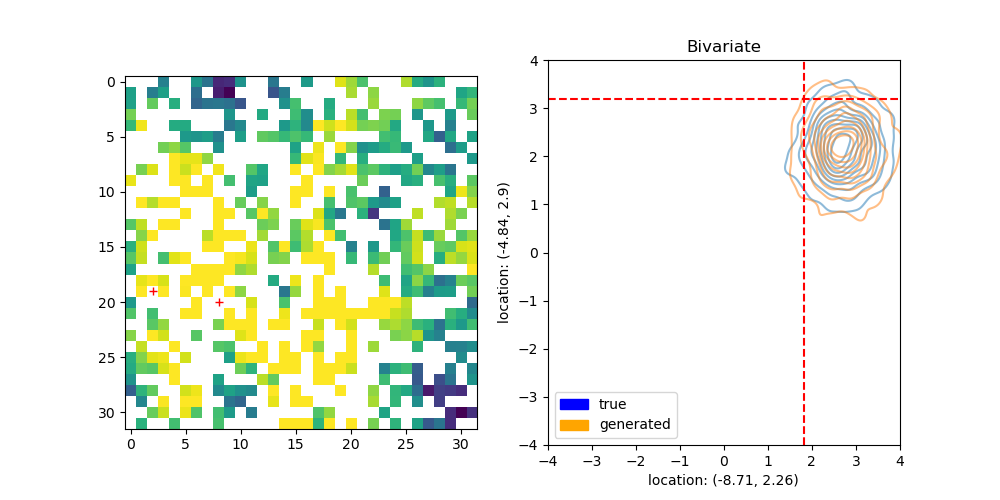 Bivariate
0
5
10
15
20
25
30
0 5 10 15 20 25 30
location: (-4.84, 2.9)
4
3
2
1
0
−1
−2
−3
−4
true
generated
−4 −3 −2 −1 0 1 2 3 4
location: (-8.71, 2.26)